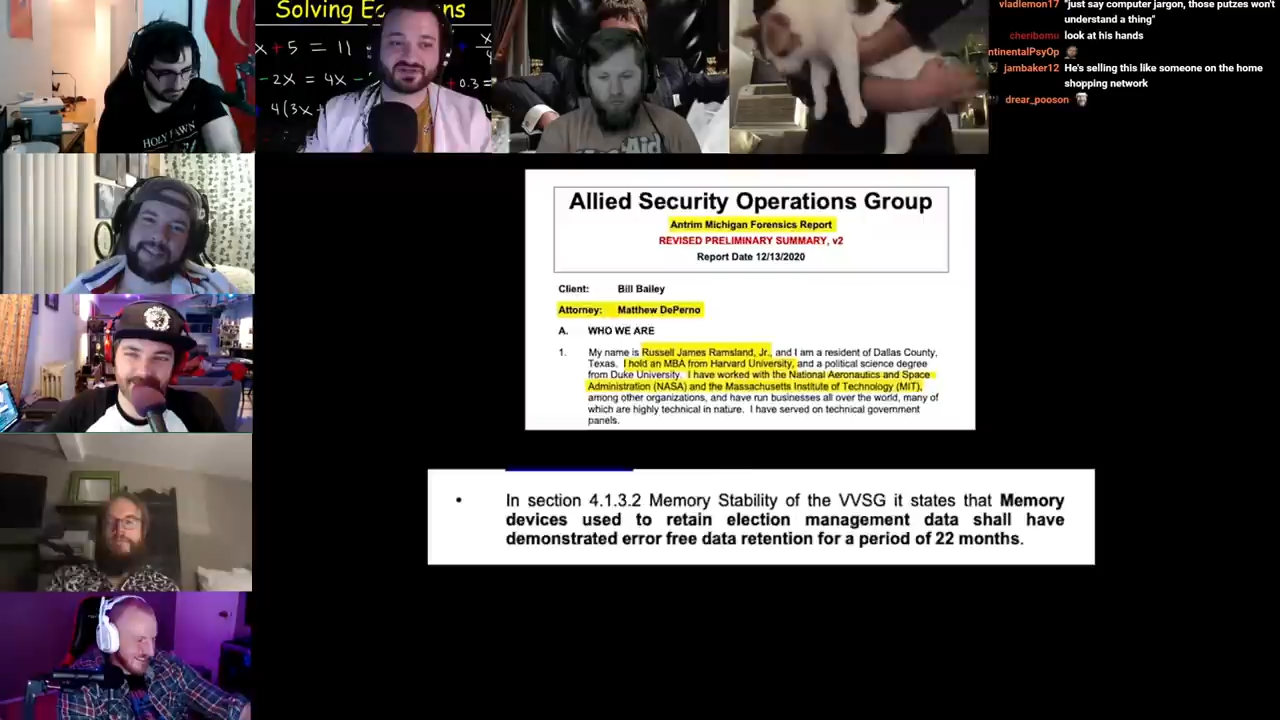 Solving
x + 5 = 11
-2X = 4X -
4(3x +
+ 0.3 =
HOLY FAWN
vladlemon17 "just say computer jargon, those putzes won't
understand a thing"
cheribomu look at his hands
ntinentalPsyOp
jambaker12 He's selling this like someone on the home
shopping network
drear_pooson
Allied Security Operations Group
Antrim Michigan Forensics Report
REVISED PRELIMINARY SUMMARY, v2
Report Date 12/13/2020
Client: Bill Bailey
Attorney: Matthew DePerno
A. WHO WE ARE
1. My name is Russell James Ramsland, Jr., and I am a resident of Dallas County,
Texas. I hold an MBA from Harvard University, and a political science degree
from Duke University. I have worked with the National Aeronautics and Space
Administration (NASA) and the Massachusetts Institute of Technology (MIT),
among other organizations, and have run businesses all over the world, many of
which are highly technical in nature. I have served on technical government
panels.
• In section 4.1.3.2 Memory Stability of the VVSG it states that Memory
devices used to retain election management data shall have
demonstrated error free data retention for a period of 22 months.